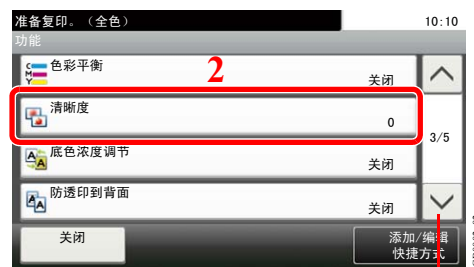 准备复印。（全色）
10:10
功能
C
M
Y
色彩平衡
2
关闭
清晰度
0
3/5
底色浓度调节
关闭
防透印到背面
关闭
关闭
添加/编辑
快捷方式